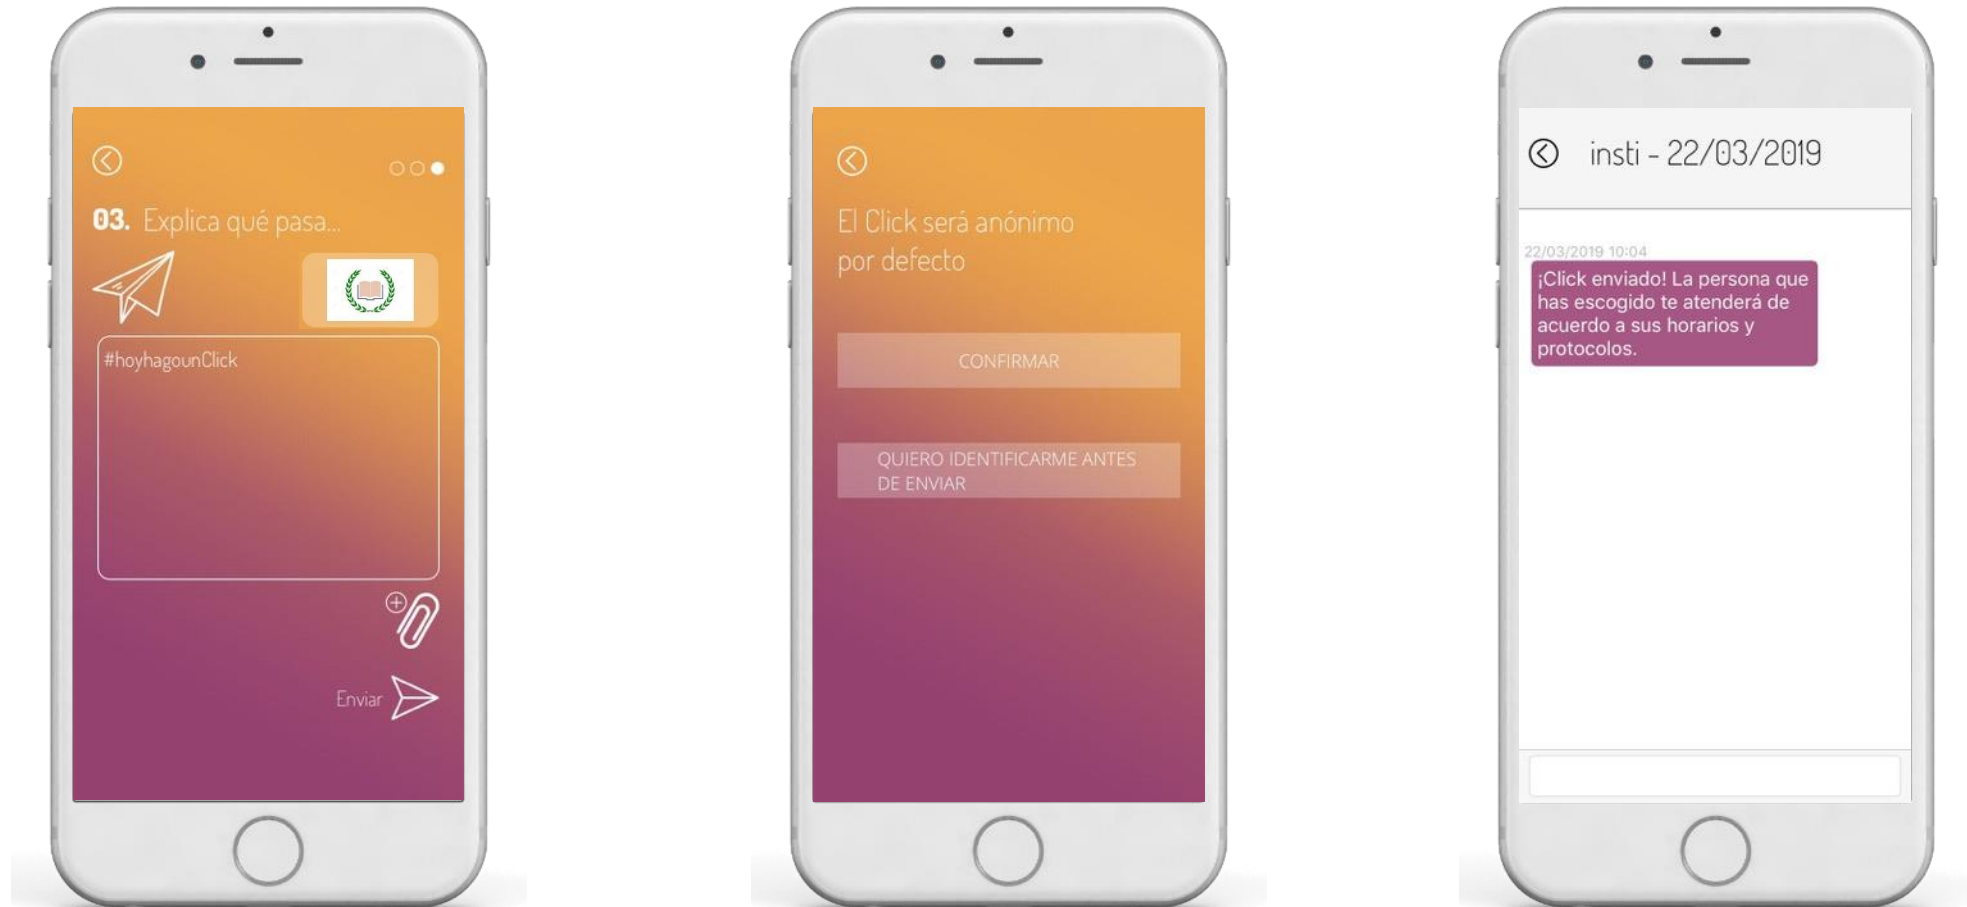 03. Explica qué pasa...
#hoyhagounClick
Enviar
El Click será anónimo
por defecto
CONFIRMAR
QUIERO IDENTIFICARME ANTES
DE ENVIAR
insti - 22/03/2019
22/03/2019 10:04
¡Click enviado! La persona que
has escogido te atenderá de
acuerdo a sus horarios y
protocolos.